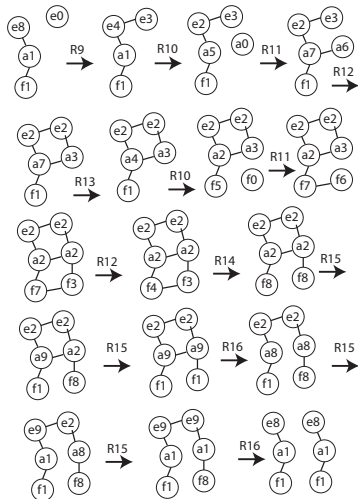 e8 e0 a1 f1 R9 e4 e3 a1 f1 R10 e2 e3 a5 a0 f1 R11 e2 e3 a7 a6 f1 R12
e2 e2 a7 a3 f1 R13 e2 e2 a4 a3 f1 R10 e2 e2 a2 a3 f5 f0 R11 e2 e2 a2 a3 f7 f6
e2 e2 a2 a2 f7 f3 R12 e2 e2 a2 a2 f4 f3 R14 e2 e2 a2 a2 f8 f8 R15
e2 e2 a9 a2 f1 f8 R15 e2 e2 a9 a9 f1 f1 R16 e2 e2 a8 a8 f1 f8 R15
e9 e2 a1 a8 f1 f8 R15 e9 e9 a1 a1 f1 f8 R16 e8 e8 a1 a1 f1 f1